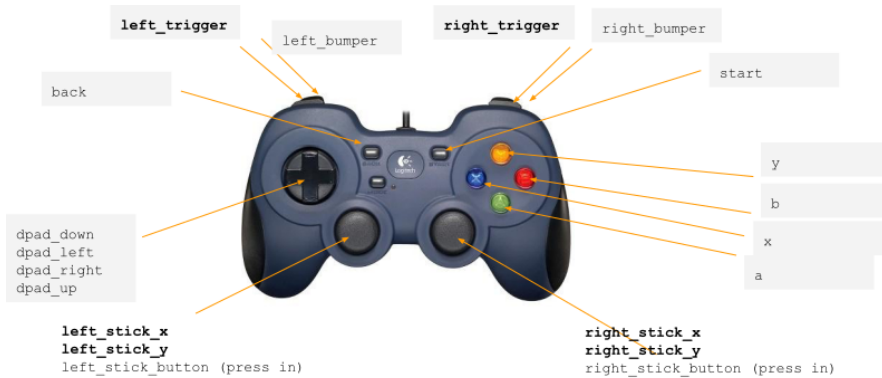 left_trigger
left_bumper
right_trigger
right_bumper
back
start
Logitech
y
b
x
a
dpad_down
dpad_left
dpad_right
dpad_up
left_stick_x
left_stick_y
left_stick_button (press in)
right_stick_x
right_stick_y
right_stick_button (press in)